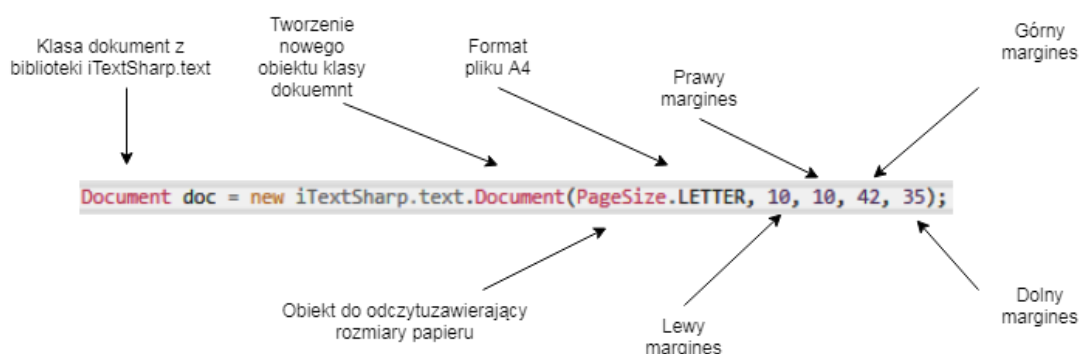 Klasa dokument z
biblioteki iTextSharp.text
Tworzenie
nowego
obiektu klasy
dokuemnt
Format
pliku A4
Prawy
margines
Górny
margines
Document doc = new iTextSharp.text.Document(PageSize.LETTER, 10, 10, 42, 35);
Obiekt do odczytuzawierający
rozmiary papieru
Lewy
margines
Dolny
margines